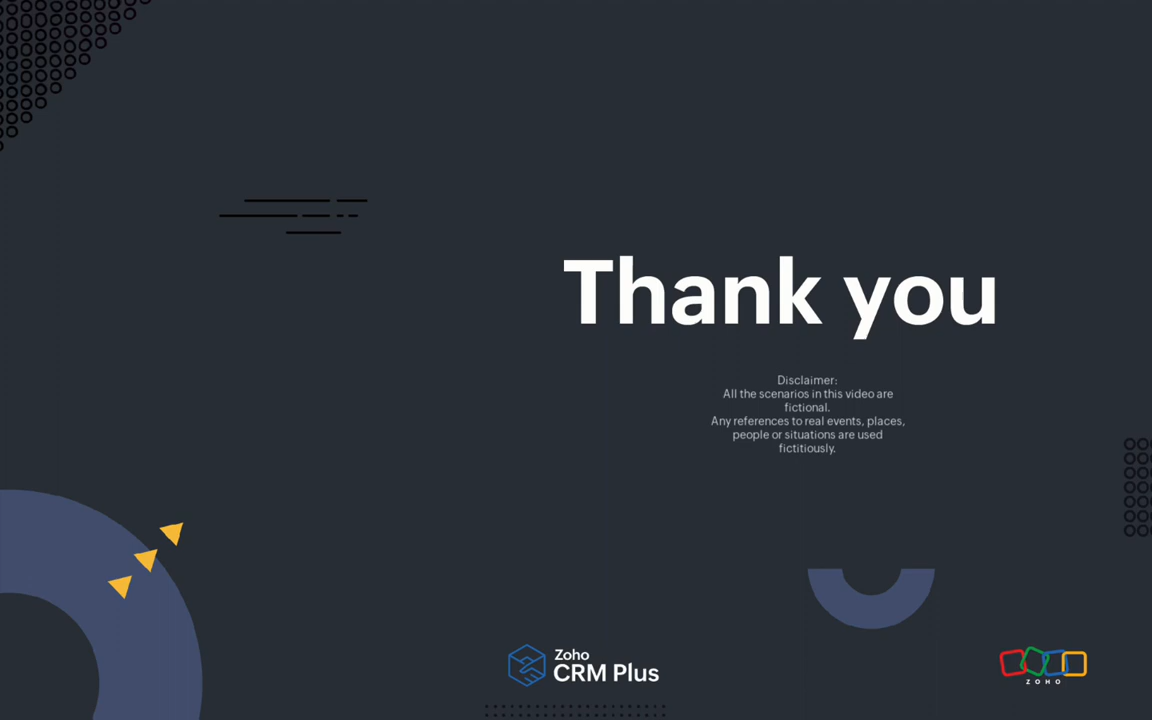 Thank you
Disclaimer:
All the scenarios in this video are
fictional.
Any references to real events, places,
people or situations are used
fictitiously.
Zoho
CRM Plus
ZOHO